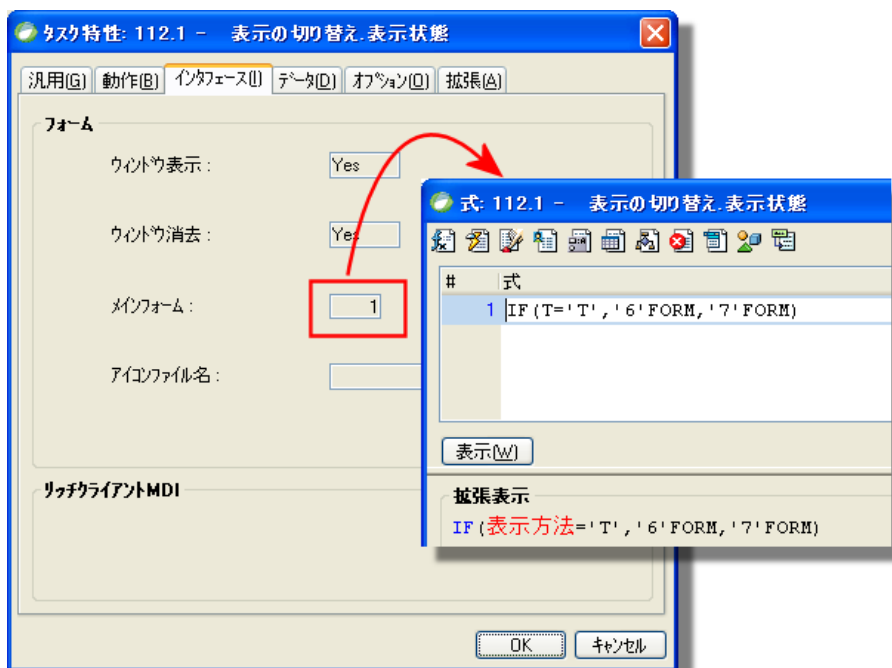 タスク特性: 112.1 - 表示の切り替え.表示状態
汎用(G) 動作(B) インタフェース(I) データ(D) オプション(O) 拡張(A)
フォーム
ウィンドウ表示 : Yes
ウィンドウ消去 : Yes
メインフォーム : 1
アイコンファイル名 :
リッチクライアントMDI
OK キャンセル
式: 112.1 - 表示の切り替え.表示状態
# 式
1 IF(T='T','6'FORM,'7'FORM)
表示(W)
拡張表示
IF(表示方法='T','6'FORM,'7'FORM)